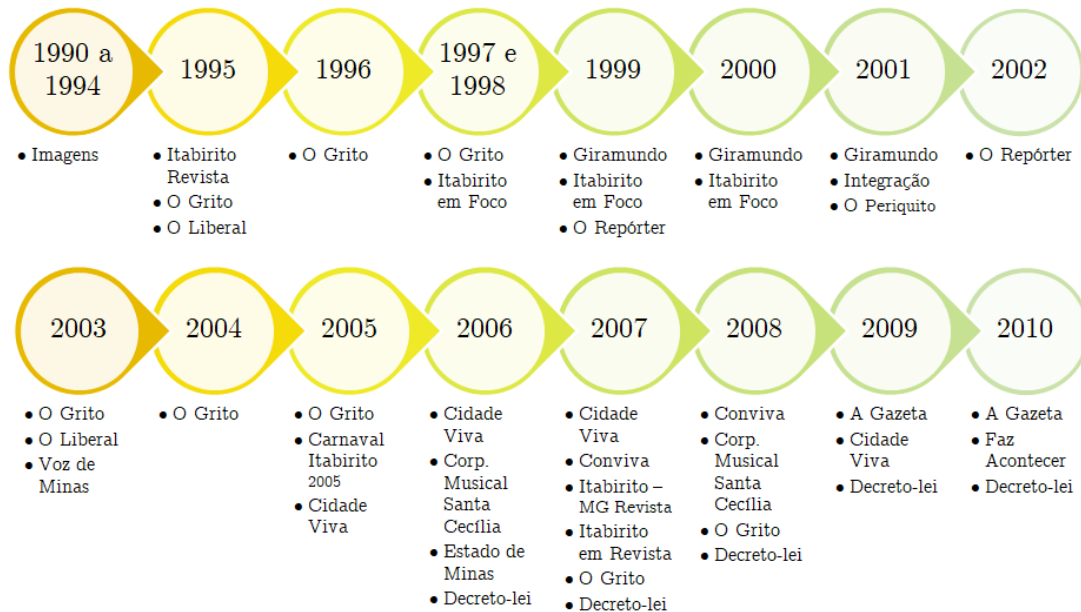 1990 a
1994
1995
1996
1997 e
1998
1999
2000
2001
2002
• Imagens
• Itabirito
Revista
• O Grito
• O Liberal
• O Grito
• O Grito
• Itabirito
em Foco
• Giramundo
• Itabirito
em Foco
• O Repórter
• Giramundo
• Itabirito
em Foco
• Giramundo
• Integração
• O Periquito
• O Repórter
2003
2004
2005
2006
2007
2008
2009
2010
• O Grito
• O Liberal
• Voz de
Minas
• O Grito
• O Grito
• Carnaval
Itabirito
2005
• Cidade
Viva
• Cidade
Viva
• Corp.
Musical
Santa
Cecília
• Estado de
Minas
• Decreto-lei
• Cidade
Viva
• Conviva
• Itabirito –
MG Revista
• Itabirito
em Revista
• O Grito
• Decreto-lei
• Conviva
• Corp.
Musical
Santa
Cecília
• O Grito
• Decreto-lei
• A Gazeta
• Cidade
Viva
• Decreto-lei
• A Gazeta
• Faz
Acontecer
• Decreto-lei